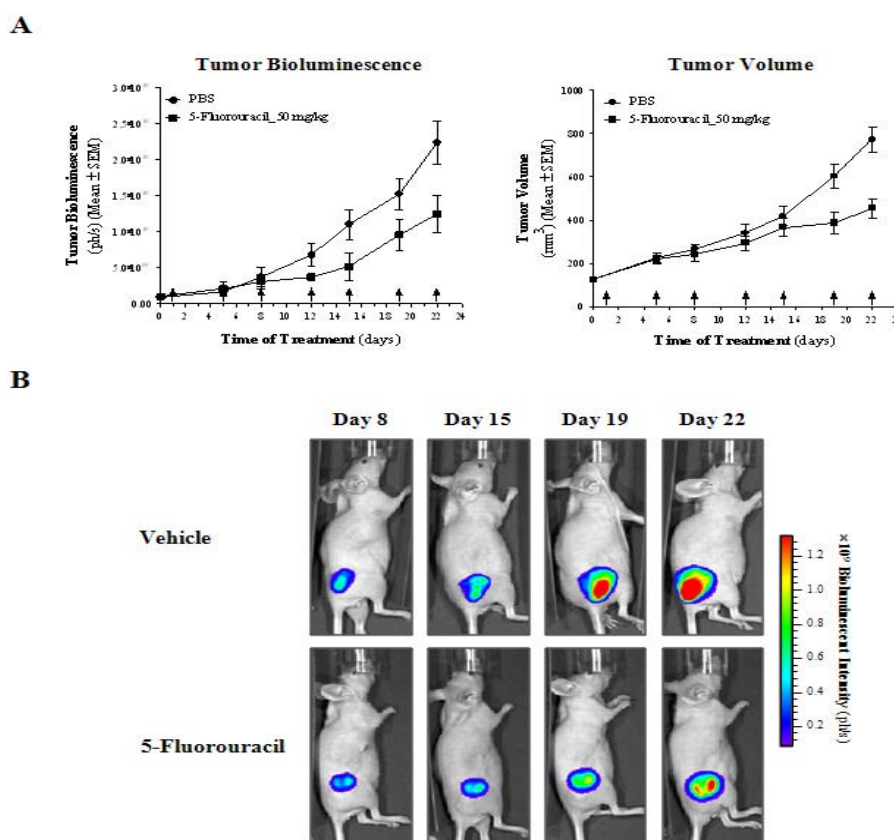 A
Tumor Bioluminescence
Tumor Volume
PBS
5-Fluorouracil_50 mg/kg
Tumor Bioluminescence
(ph/s) (Mean ± SEM)
0.00
0 2 4 6 8 10 12 14 16 18 20 22 24
Time of Treatment (days)
PBS
5-Fluorouracil_50 mg/kg
Tumor Volume
(mm3) (Mean ± SEM)
1000
800
600
400
200
0
0 2 4 6 8 10 12 14 16 18 20 22
Time of Treatment (days)
B
Day 8 Day 15 Day 19 Day 22
Vehicle
5-Fluorouracil
1.2
1.0
0.8
0.6
0.4
0.2
Bioluminescent Intensity (ph/s)